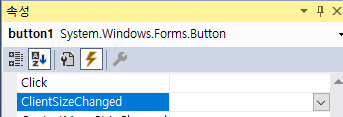 속성
button1 System.Windows.Forms.Button
Click
ClientSizeChanged